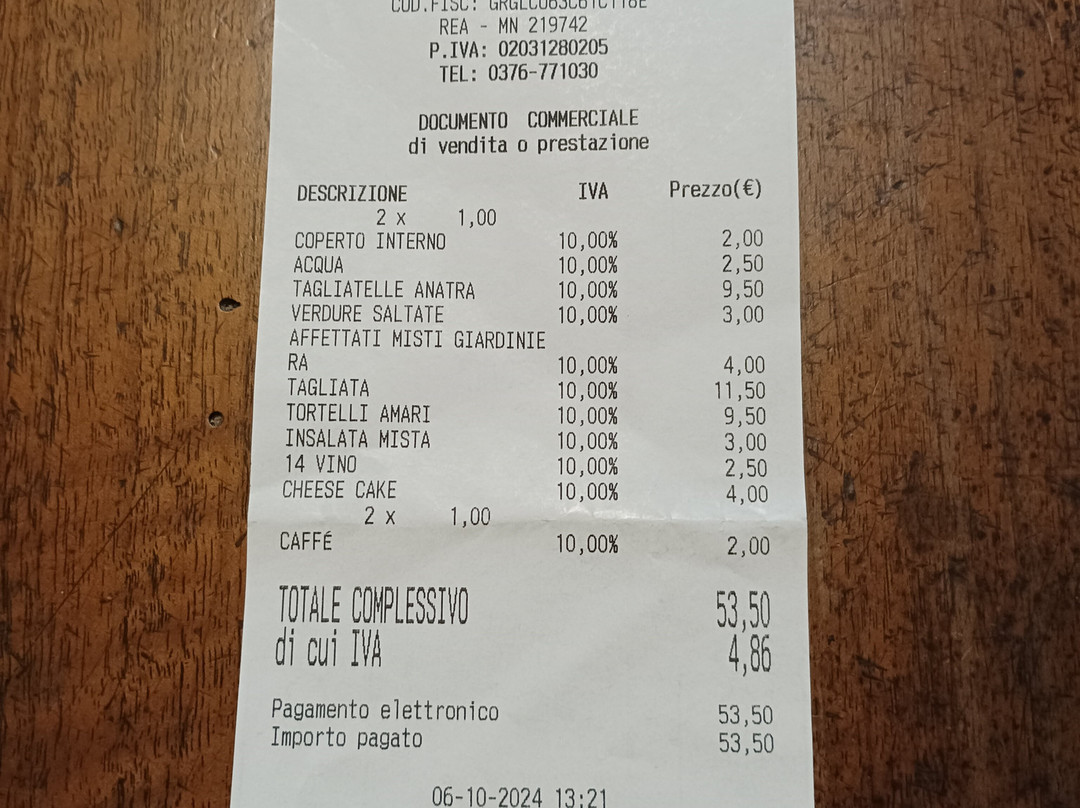 REA - MN 219742
P.IVA: 02031280205
TEL: 0376-771030
DOCUMENTO COMMERCIALE
di vendita o prestazione
DESCRIZIONE IVA Prezzo(€)
2 x 1,00
COPERTO INTERNO 10,00% 2,00
ACQUA 10,00% 2,50
TAGLIATELLE ANATRA 10,00% 9,50
VERDURE SALTATE 10,00% 3,00
AFFETTATI MISTI GIARDINIE
RA 10,00% 4,00
TAGLIATA 10,00% 11,50
TORTELLI AMARI 10,00% 9,50
INSALATA MISTA 10,00% 3,00
14 VINO 10,00% 2,50
CHEESE CAKE 10,00% 4,00
2 x 1,00
CAFFÉ 10,00% 2,00
TOTALE COMPLESSIVO 53,50
di cui IVA 4,86
Pagamento elettronico 53,50
Importo pagato 53,50
06-10-2024 13:21